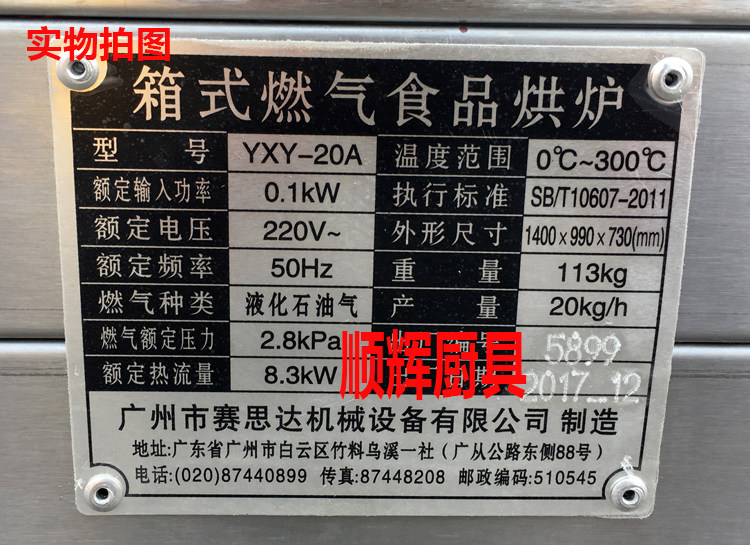 实物拍图
箱式燃气食品烘炉
型号 YXY-20A 温度范围 0℃~300℃
额定输入功率 0.1kW 执行标准 SB/T10607-2011
额定电压 220V~ 外形尺寸 1400×990×730(mm)
额定频率 50Hz 重量 113kg
燃气种类 液化石油气 产量 20kg/h
燃气额定压力 2.8kPa 编号 5899
额定热流量 8.3kW 期 2017_12
顺辉厨具
广州市赛思达机械设备有限公司 制造
地址:广东省广州市白云区竹料乌溪一社(广从公路东侧88号)
电话:(020)87440899 传真:87448208 邮政编码:510545